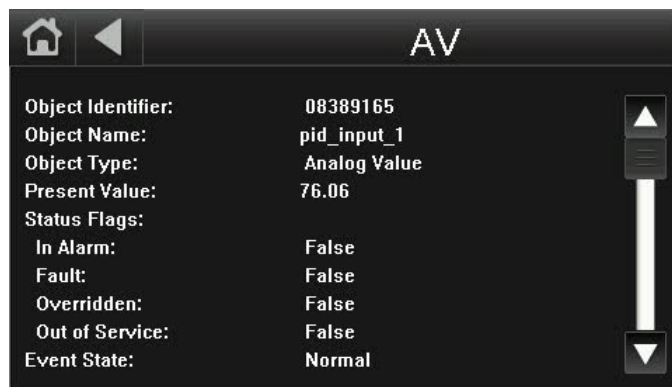 AV
Object Identifier: 08389165
Object Name: pid_input_1
Object Type: Analog Value
Present Value: 76.06
Status Flags:
In Alarm: False
Fault: False
Overridden: False
Out of Service: False
Event State: Normal